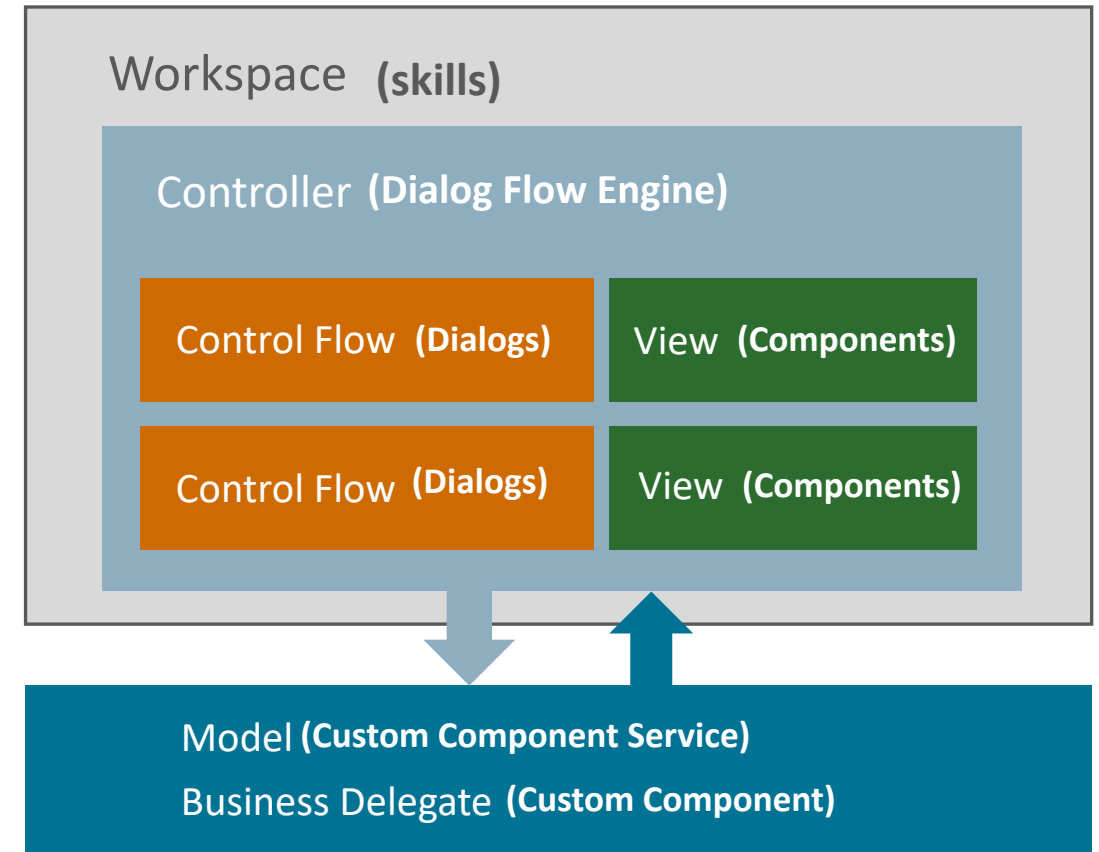 Workspace (skills)
Controller (Dialog Flow Engine)
Control Flow (Dialogs)
View (Components)
Control Flow (Dialogs)
View (Components)
Model (Custom Component Service)
Business Delegate (Custom Component)